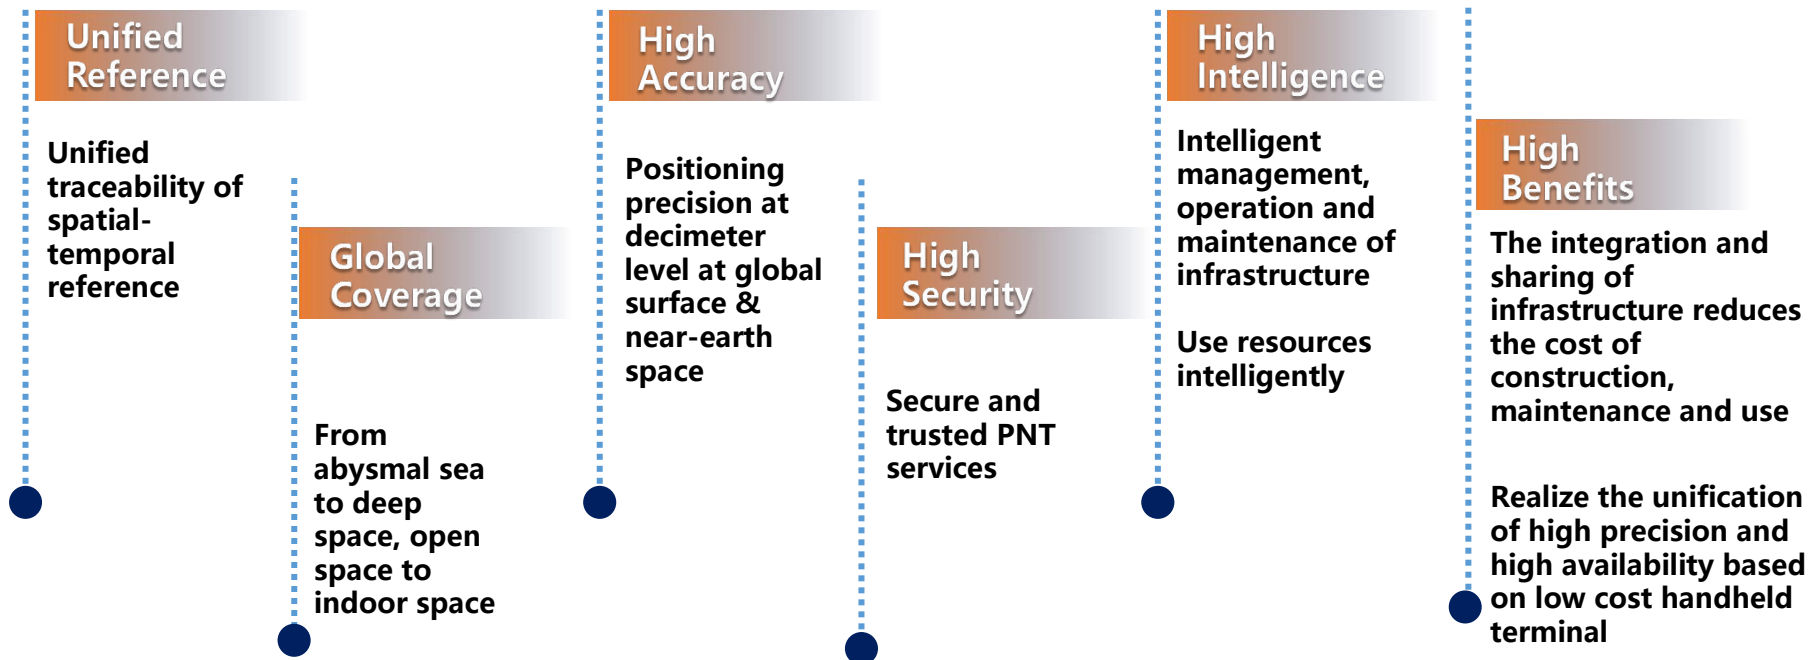 Unified
Reference
Unified
traceability of
spatial-
temporal
reference
Global
Coverage
From
abysmal sea
to deep
space, open
space to
indoor space
High
Accuracy
Positioning
precision at
decimeter
level at global
surface &
near-earth
space
High
Security
Secure and
trusted PNT
services
High
Intelligence
Intelligent
management,
operation and
maintenance of
infrastructure
Use resources
intelligently
High
Benefits
The integration and
sharing of
infrastructure reduces
the cost of
construction,
maintenance and use
Realize the unification
of high precision and
high availability based
on low cost handheld
terminal